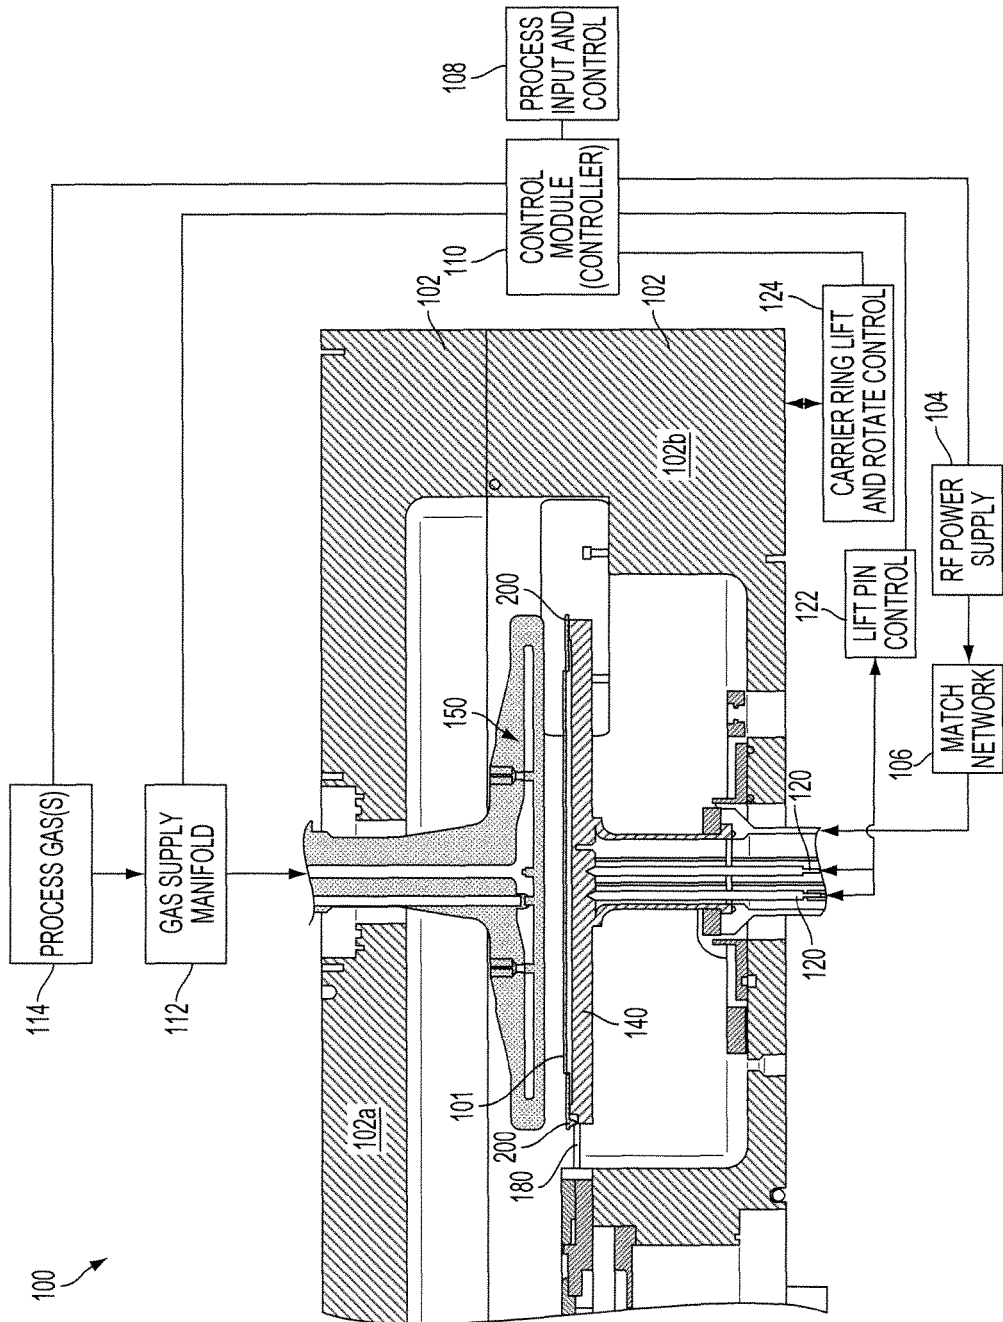 100
PROCESS GAS(S)
114
GAS SUPPLY
MANIFOLD
112
102a
102
110
108
CONTROL
MODULE
(CONTROLLER)
PROCESS
INPUT AND
CONTROL
150
101
200
200
180
102
102b
140
120
120
122
LIFT PIN
CONTROL
124
CARRIER RING LIFT
AND ROTATE CONTROL
106
MATCH
NETWORK
104
RF POWER
SUPPLY